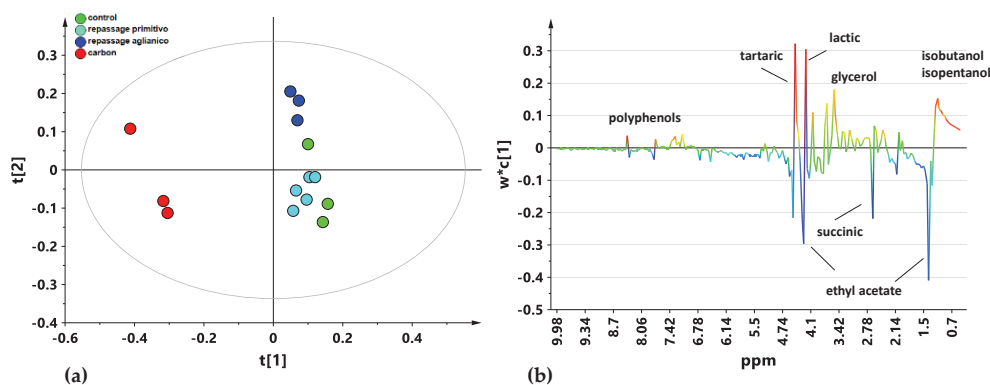 control
repassage primitivo
repassage aglianico
carbon
t[2]
0.3
0.2
0.1
0
-0.1
-0.2
-0.3
-0.4
-0.6
-0.4
-0.2
0
0.2
0.4
t[1]
(a)
w*c[1]
0.3
0.2
0.1
0
-0.1
-0.2
-0.3
-0.4
-0.5
polyphenols
tartaric
lactic
glycerol
isobutanol
isopentanol
succinic
ethyl acetate
9.98
9.34
8.7
8.06
7.42
6.78
6.14
5.5
4.74
4.1
3.42
2.78
2.14
1.5
0.7
ppm
(b)